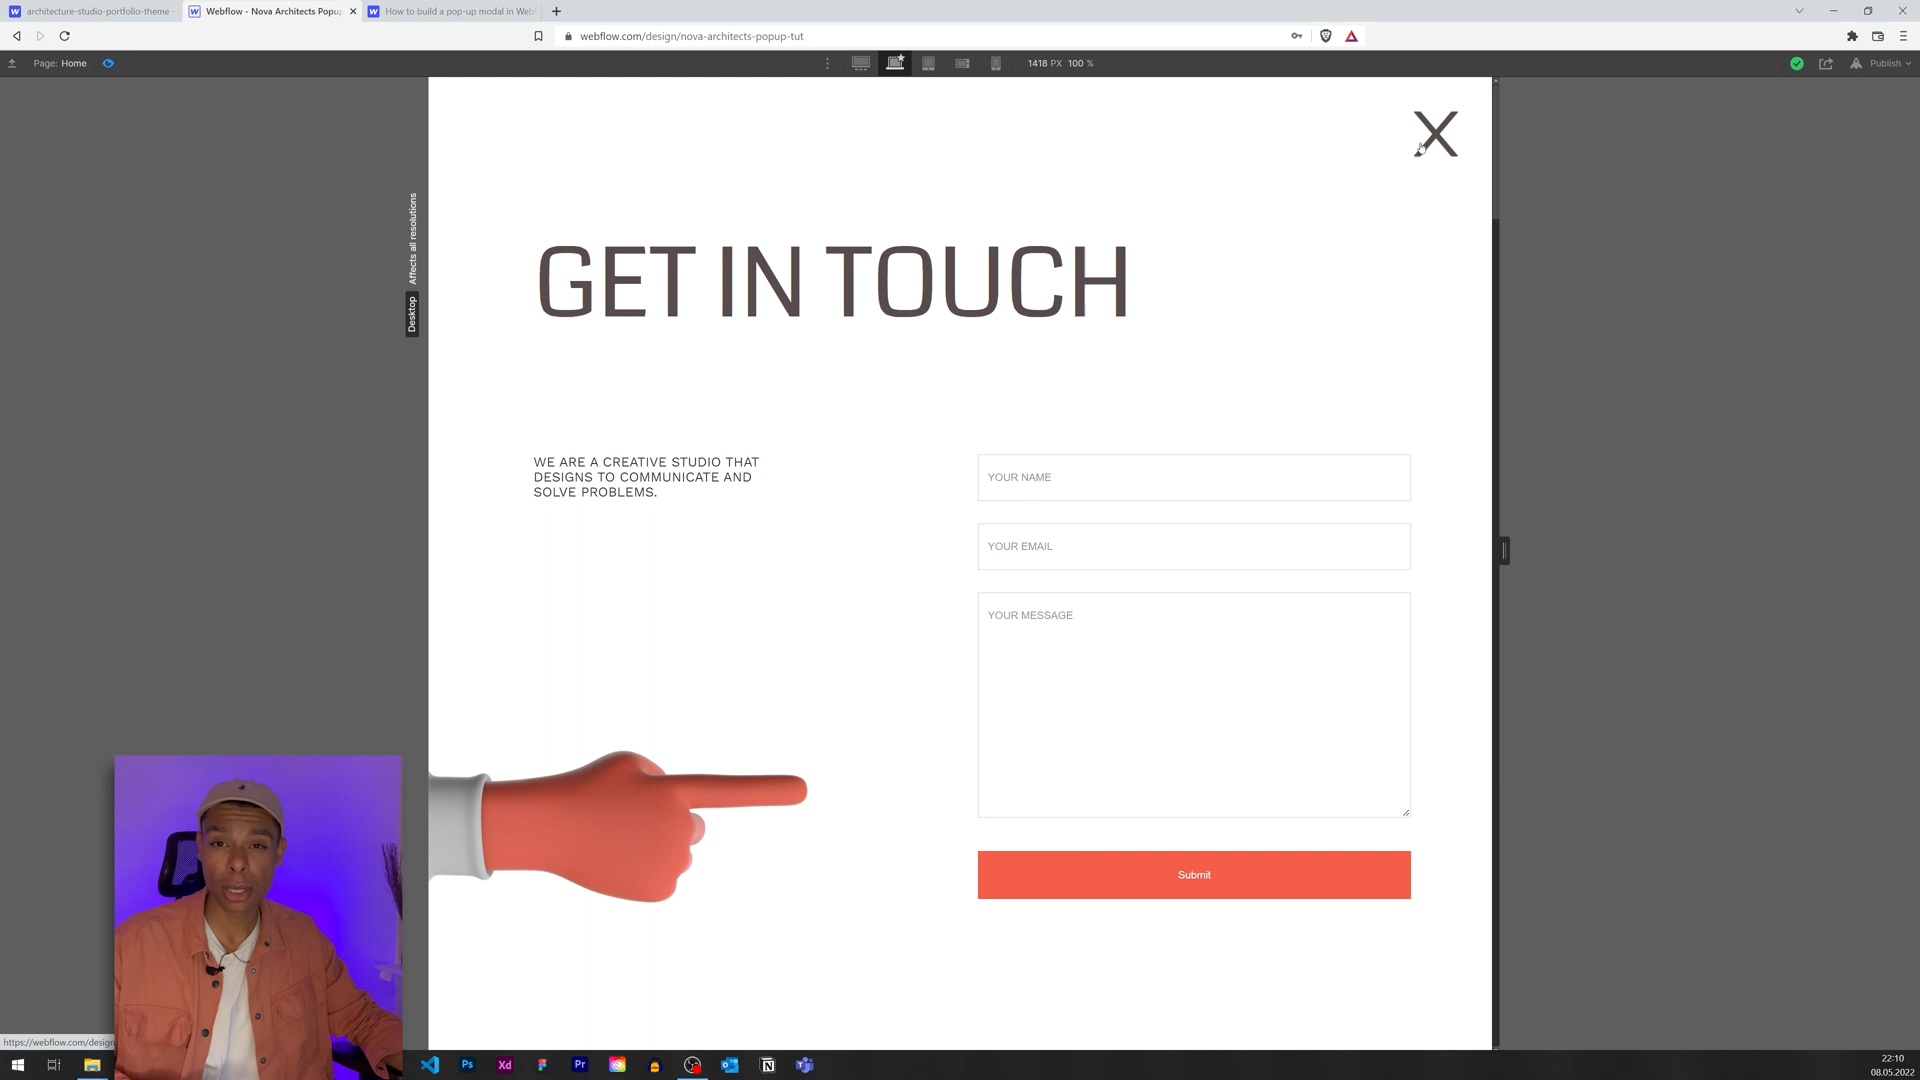 architecture-studio-portfolio-theme
Webflow - Nova Architects Popup
How to build a pop-up modal in Web
webflow.com/design/nova-architects-popup-tut
Page: Home
1418 PX 100 %
Publish
X
Affects all resolutions
Desktop
GET IN TOUCH
WE ARE A CREATIVE STUDIO THAT
DESIGNS TO COMMUNICATE AND
SOLVE PROBLEMS.
YOUR NAME
YOUR EMAIL
YOUR MESSAGE
Submit
https://webflow.com/design
Ps
Xd
Pr
22:10
08.05.2022